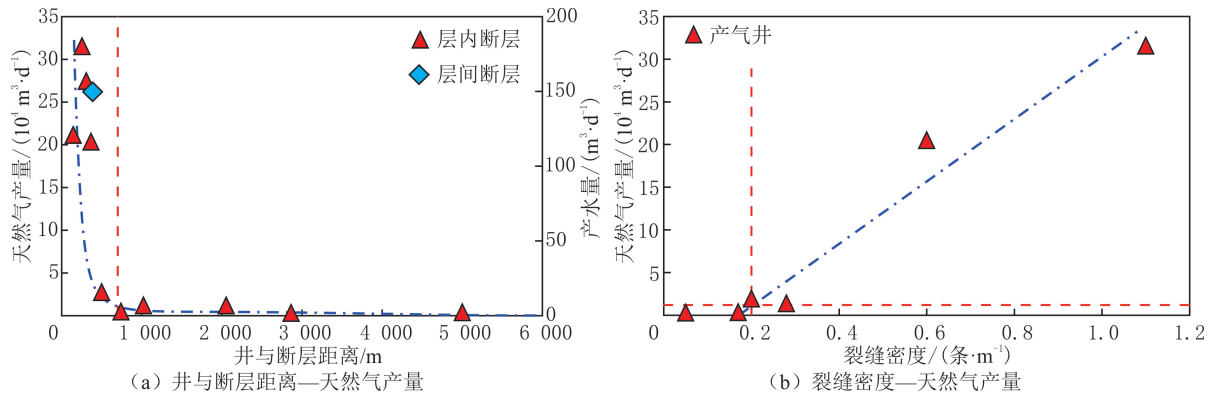 35
30
25
20
15
10
5
天然气产量/(10⁴ m³·d⁻¹)
层内断层
层间断层
200
150
100
50
0
产水量/(m³·d⁻¹)
0 1 000 2 000 3 000 4 000 5 000 6 000
井与断层距离/m
(a) 井与断层距离—天然气产量
35
30
25
20
15
10
5
天然气产量/(10⁴ m³·d⁻¹)
产气井
0 0.2 0.4 0.6 0.8 1.0 1.2
裂缝密度/(条·m⁻¹)
(b) 裂缝密度—天然气产量